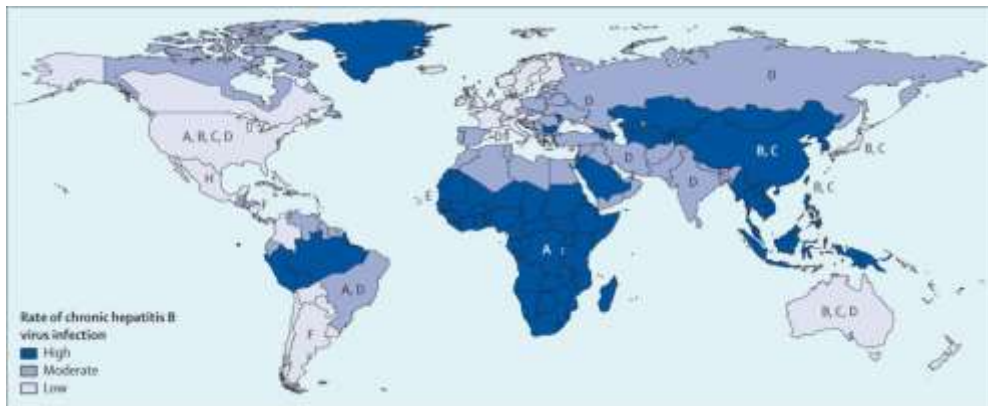 D
A
D
A, B, C, D
B, C
B, C
D
H
D
B, C
E
A
A, D
F
B, C, D
Rate of chronic hepatitis B
virus infection
High
Moderate
Low